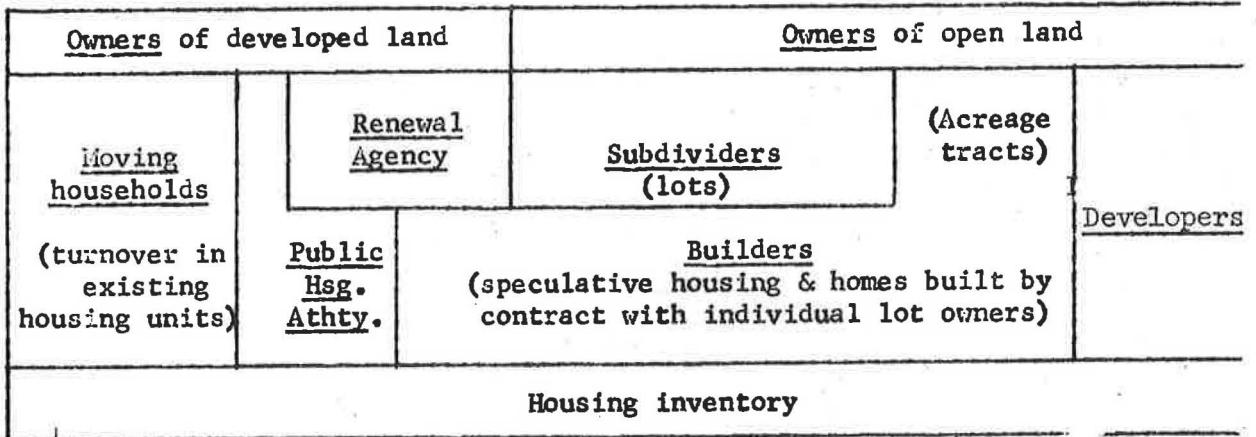 Owners of developed land
Owners of open land
Moving
households
(turnover in
existing
housing units)
Renewal
Agency
Public
Hsg.
Athty.
Subdividers
(lots)
(Acreage
tracts)
Builders
(speculative housing & homes built by
contract with individual lot owners)
Developers
Housing inventory